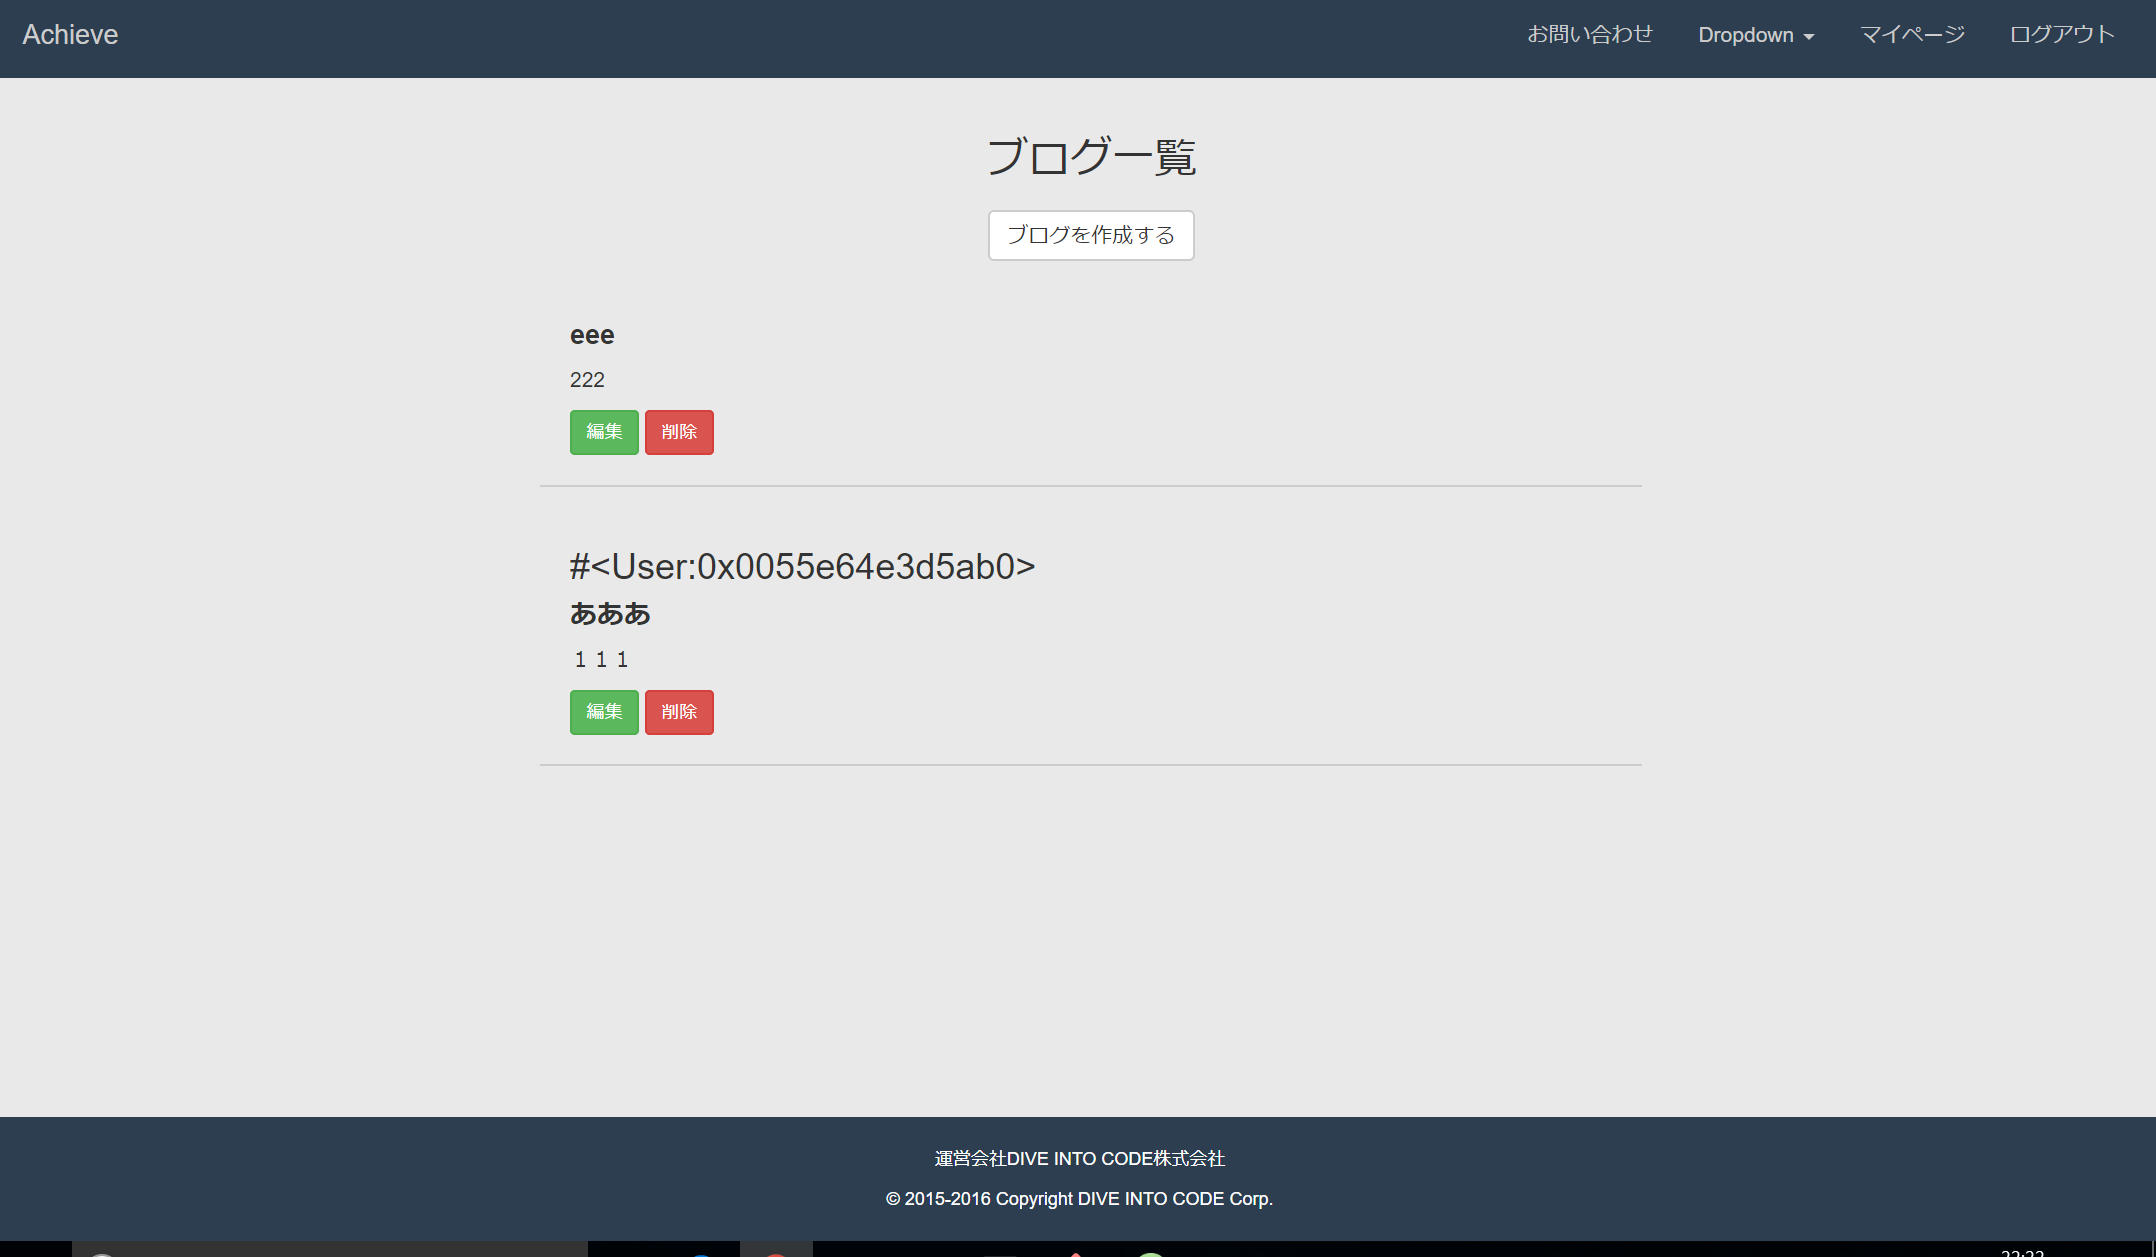 Achieve お問い合わせ Dropdown マイページ ログアウト
ブログ一覧
ブログを作成する
eee
222
編集 削除
#<User:0x0055e64e3d5ab0>
あああ
１１１
編集 削除
運営会社DIVE INTO CODE株式会社
© 2015-2016 Copyright DIVE INTO CODE Corp.